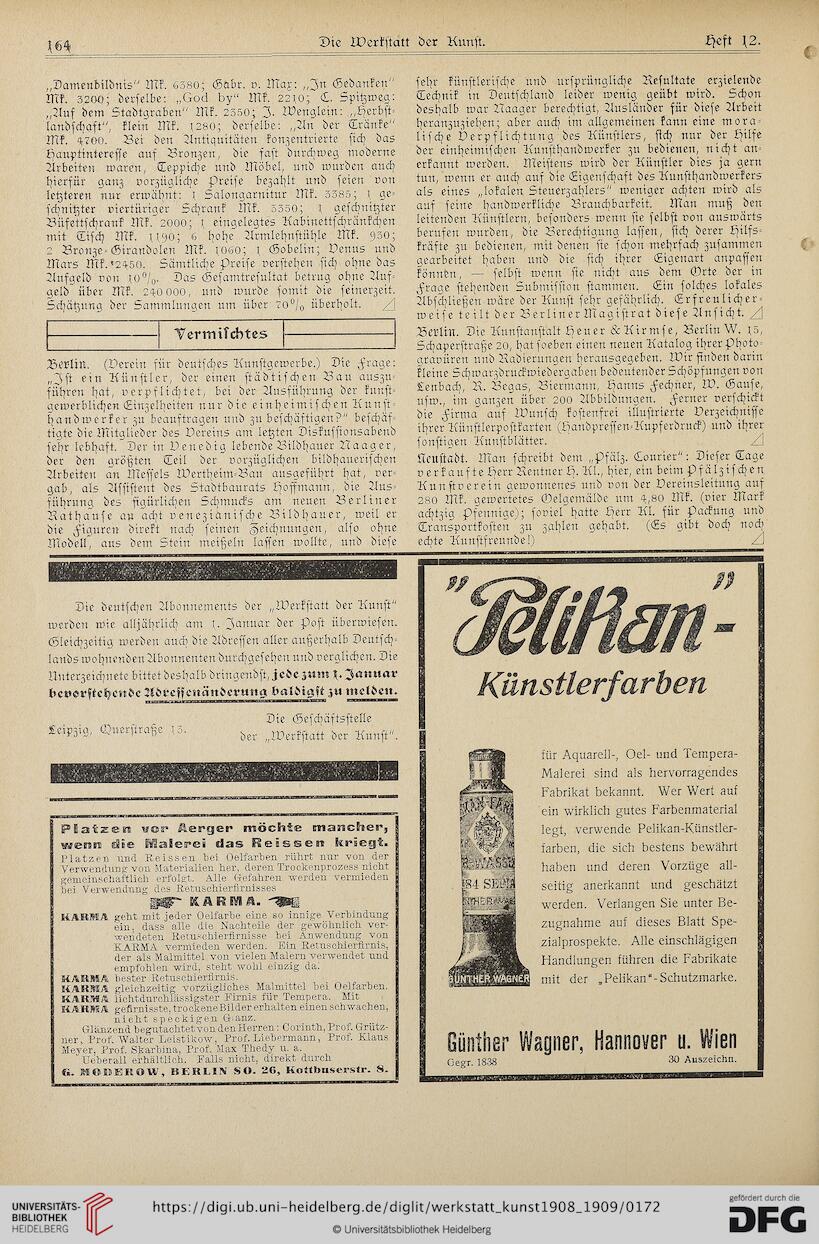 164
Die Werkstatt der Kunst.
Heft 12.
„Damenbildnis" Mk. 6380; Gabr. v. Max: „In Gedanken"
Mk. 3200; derselbe: „God by" Mk. 2210; C. Spitzweg:
„Auf dem Stadtgraben" Mk. 2350; J. Wenglein: „Herbst-
landschaft", klein Mk. 1280; derselbe: „An der Tränke"
Mk. 4700. Bei den Antiquitäten konzentrierte sich das
Hauptinteresse auf Bronzen, die fast durchweg moderne
Arbeiten waren, Teppiche und Möbel, und wurden auch
hierfür ganz vorzügliche Preise bezahlt und seien von
letzteren nur erwähnt: 1 Salongarnitur Mk. 3385; 1 ge-
schnitzter viertüriger Schrank Mk. 3350; 1 geschnitzter
Büfettschrank Mk. 2000; 1 eingelegtes Kabinettschränkchen
mit Tisch Mk. 1190; 6 hohe Armlehnstühle Mk. 930;
2 Bronze-Girandolen Mk. 1060; 1 Gobelin; Venus und
Mars Mk. 2450. Sämtliche Preise verstehen sich ohne das
Aufgeld von 10%. Das Gesamtresultat betrug ohne Auf-
geld über Mk. 240 000, und wurde somit die seinerzeit.
Schätzung der Sammlungen um über 70% überholt.
Vermischtes
Berlin. (Verein für deutsches Kunstgewerbe.) Die Frage:
„Ist ein Künstler, der einen städtischen Bau auszu-
führen hat, verpflichtet, bei der Ausführung der kunst-
gewerblichen Einzelheiten nur die einheimischen Kunst-
handwerker zu beauftragen und zu beschäftigen?" beschäf-
tigte die Mitglieder des Vereins am letzten Diskussionsabend
sehr lebhaft. Der in Venedig lebende Bildhauer Naager,
der den größten Teil der vorzüglichen bildhauerischen
Arbeiten an Messels Wertheim-Bau ausgeführt hat, ver-
gab, als Assistent des Stadtbaurats Hoffmann, die Aus-
führung des figürlichen Schmucks am neuen Berliner
Rathause an acht venezianische Bildhauer, weil er
die Figuren direkt nach seinen Zeichnungen, also ohne
Modell, aus dem Stein meißeln lassen wollte, und diese
sehr künstlerische und ursprüngliche Resultate erzielende
Technik in Deutschland leider wenig geübt wird. Schon
deshalb war Naager berechtigt, Ausländer für diese Arbeit
heranzuziehen; aber auch im allgemeinen kann eine mora-
lische Verpflichtung des Künstlers, sich nur der Hilfe
der einheimischen Kunsthandwerker zu bedienen, nicht an-
erkannt werden. Meistens wird der Künstler dies ja gern
tun, wenn er auch auf die Eigenschaft des Kunsthandwerkers
als eines „lokalen Steuerzahlers" weniger achten wird als
auf seine handwerkliche Brauchbarkeit. Man muß den
leitenden Künstlern, besonders wenn sie selbst von auswärts
berufen wurden, die Berechtigung lassen, sich derer Hilfs-
kräfte zu bedienen, mit denen sie schon mehrfach zusammen
gearbeitet haben und die sich ihrer Eigenart anpassen
könnten, — selbst wenn sie nicht aus dem Orte der in
Frage stehenden Submission stammen. Ein solches lokales
Abschließen wäre der Kunst sehr gefährlich. Erfreulicher-
weise teilt der Berliner Magistrat diese Ansicht.
Berlin. Die Kunstanstalt Heuer & Kirmse, Berlin W. 15,
Schaperstraße 20, hat soeben einen neuen Katalog ihrer Photo-
gravüren und Radierungen herausgegeben. Wir finden darin
kleine Schwarzdruckwiedergaben bedeutender Schöpfungen von
Lenbach, R. Begas, Biermann, Hanns Fechner, W. Gause,
usw., im ganzen über 200 Abbildungen. Ferner verschickt
die Firma auf Wunsch kostenfrei illustrierte Verzeichnisse
ihrer Künstlerpostkarten (Handpressen-Kupferdruck) und ihrer
sonstigen Kunstblätter.
Neustadt. Man schreibt dem „Pfälz. Courier": Dieser Tage
verkaufte Herr Rentner H. Kl., hier, ein beim Pfälzischen
Kunstverein gewonnenes und von der Vereinsleitung auf
280 Mk. gewertetes Oelgemälde um 4,80 Mk. (vier Mark
achtzig Pfennige); soviel hatte Herr Kl. für Packung und
Transportkosten zu zahlen gehabt. (Es gibt doch noch
echte Kunstfreunde!)
Die deutschen Abonnements der „Werkstatt der Kunst"
werden wie alljährlich am 1. Januar der Post überwiesen.
Gleichzeitig werden auch die Adressen aller außerhalb Deutsch-
lands wohnenden Abonnenten durchgesehen und verglichen. Die
Unterzeichnete bittet deshalb dringendst, jede zum 1. Januar
bevorstehende Adressenänderung baldigst zu melden.
Leipzig, Querstraße 13.
Die Geschäftsstelle
der „Werkstatt der Kunst".
Platzen vor Aerger möchte mancher,
wenn die Malerei das Reissen kriegt.
Platzen und Reissen bei Oelfarben rührt nur von der
Verwendung von Materialien her, deren Trockenprozess nicht
gemeinschaftlich erfolgt. Alle Gefahren werden vermieden
bei Verwendung des Retuschierfirnisses
KARMA.
KARMA geht mit jeder Oelfarbe eine so innige Verbindung
ein, dass alle die Nachteile der gewöhnlich ver-
wendeten Retuschierfirnisse bei Anwendung von
KARMA vermieden werden. Ein Retuschierfirnis,
der als Malmittel von vielen Malern verwendet und
empfohlen wird, steht wohl einzig da.
KARMA bester Retuschierfirnis.
KARMA gleichzeitig vorzügliches Malmittel bei Oelfarben.
KARMA lichtdurchlässigster Firnis für Tempera. Mit
KARMA gefirnisste, trockene Bilder erhalten einen schwachen,
nicht speckigen Glanz.
Glänzend begutachtet von den Herren: Corinth, Prof. Grütz-
ner, Prof. Walter Leistikow, Prof. Liebermann, Prof. Klaus
Meyer, Prof. Skarbina, Prof. Max Thedy u. a.
Ueberall erhältlich. Falls nicht, direkt durch
G. MODEROW, BERLIN SO. 26, Kottbuserstr. 8.
"Pelikan"-
Künstlerfarben
für Aquarell-, Oel- und Tempera-
Malerei sind als hervorragendes
Fabrikat bekannt. Wer Wert auf
ein wirklich gutes Farbenmaterial
legt, verwende Pelikan-Künstler-
farben, die sich bestens bewährt
haben und deren Vorzüge all-
seitig anerkannt und geschätzt
werden. Verlangen Sie unter Be-
zugnahme auf dieses Blatt Spe-
zialprospekte. Alle einschlägigen
Handlungen führen die Fabrikate
mit der „Pelikan"-Schutzmarke.
GÜNTHER WAGNER
Günther Wagner, Hannover u. Wien
Gegr. 1838
30 Auszeichn.
UNIVERSITÄTS-
BIBLIOTHEK
HEIDELBERG
https://digi.ub.uni-heidelberg.de/diglit/werkstatt_kunst1908_1909/0172
© Universitätsbibliothek Heidelberg
gefördert durch die
DFG